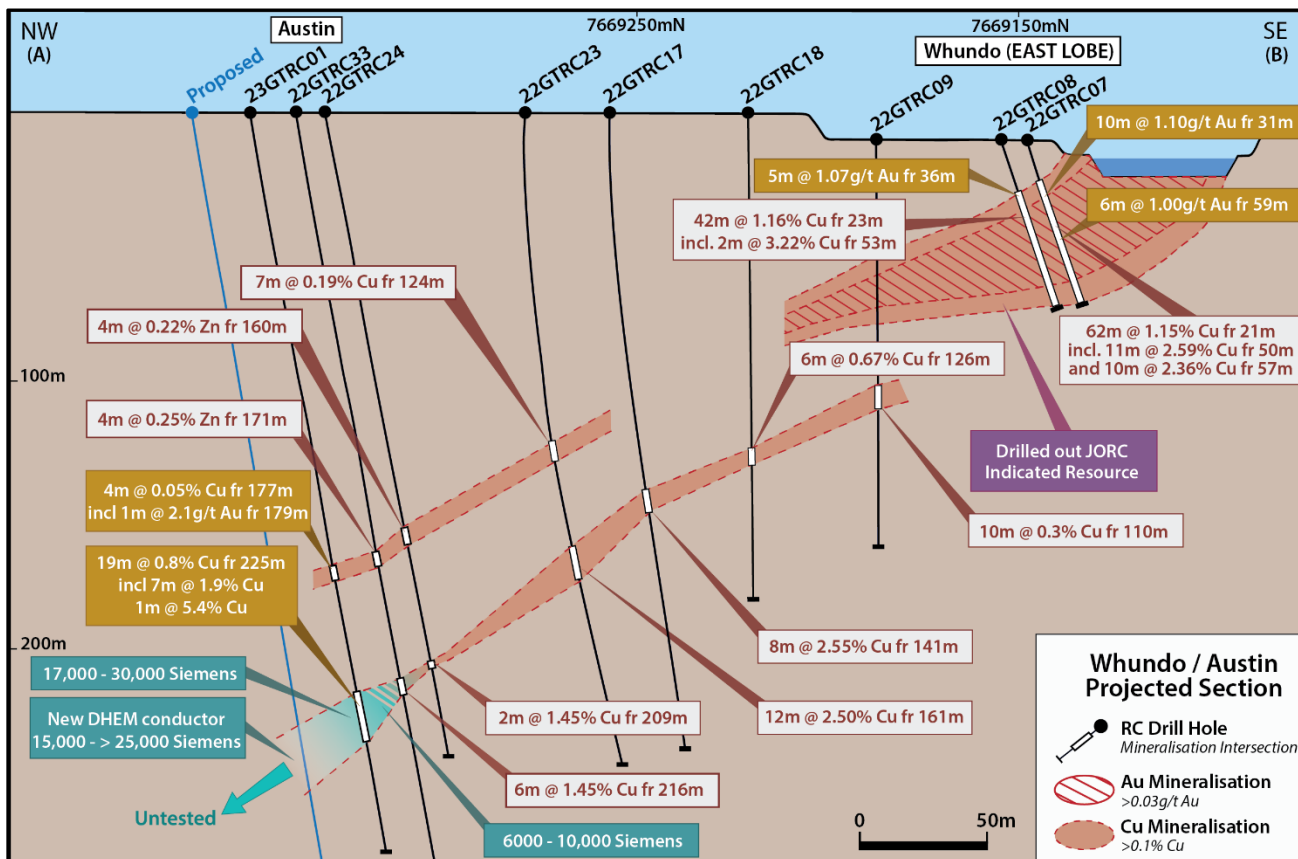 NW
(A)
Austin
7669250mN
7669150mN
Whundo (EAST LOBE)
SE
(B)
Proposed
23GTRC01
22GTRC33
22GTRC24
22GTRC23
22GTRC17
22GTRC18
22GTRC09
22GTRC08
22GTRC07
10m @ 1.10g/t Au fr 31m
5m @ 1.07g/t Au fr 36m
6m @ 1.00g/t Au fr 59m
42m @ 1.16% Cu fr 23m
incl. 2m @ 3.22% Cu fr 53m
7m @ 0.19% Cu fr 124m
4m @ 0.22% Zn fr 160m
62m @ 1.15% Cu fr 21m
incl. 11m @ 2.59% Cu fr 50m
and 10m @ 2.36% Cu fr 57m
6m @ 0.67% Cu fr 126m
100m
4m @ 0.25% Zn fr 171m
Drilled out JORC
Indicated Resource
4m @ 0.05% Cu fr 177m
incl 1m @ 2.1g/t Au fr 179m
10m @ 0.3% Cu fr 110m
19m @ 0.8% Cu fr 225m
incl 7m @ 1.9% Cu
1m @ 5.4% Cu
200m
8m @ 2.55% Cu fr 141m
17,000 - 30,000 Siemens
New DHEM conductor
15,000 - > 25,000 Siemens
2m @ 1.45% Cu fr 209m
12m @ 2.50% Cu fr 161m
6m @ 1.45% Cu fr 216m
Untested
6000 - 10,000 Siemens
0
50m
Whundo / Austin
Projected Section
RC Drill Hole
Mineralisation Intersection
Au Mineralisation
>0.03g/t Au
Cu Mineralisation
>0.1% Cu